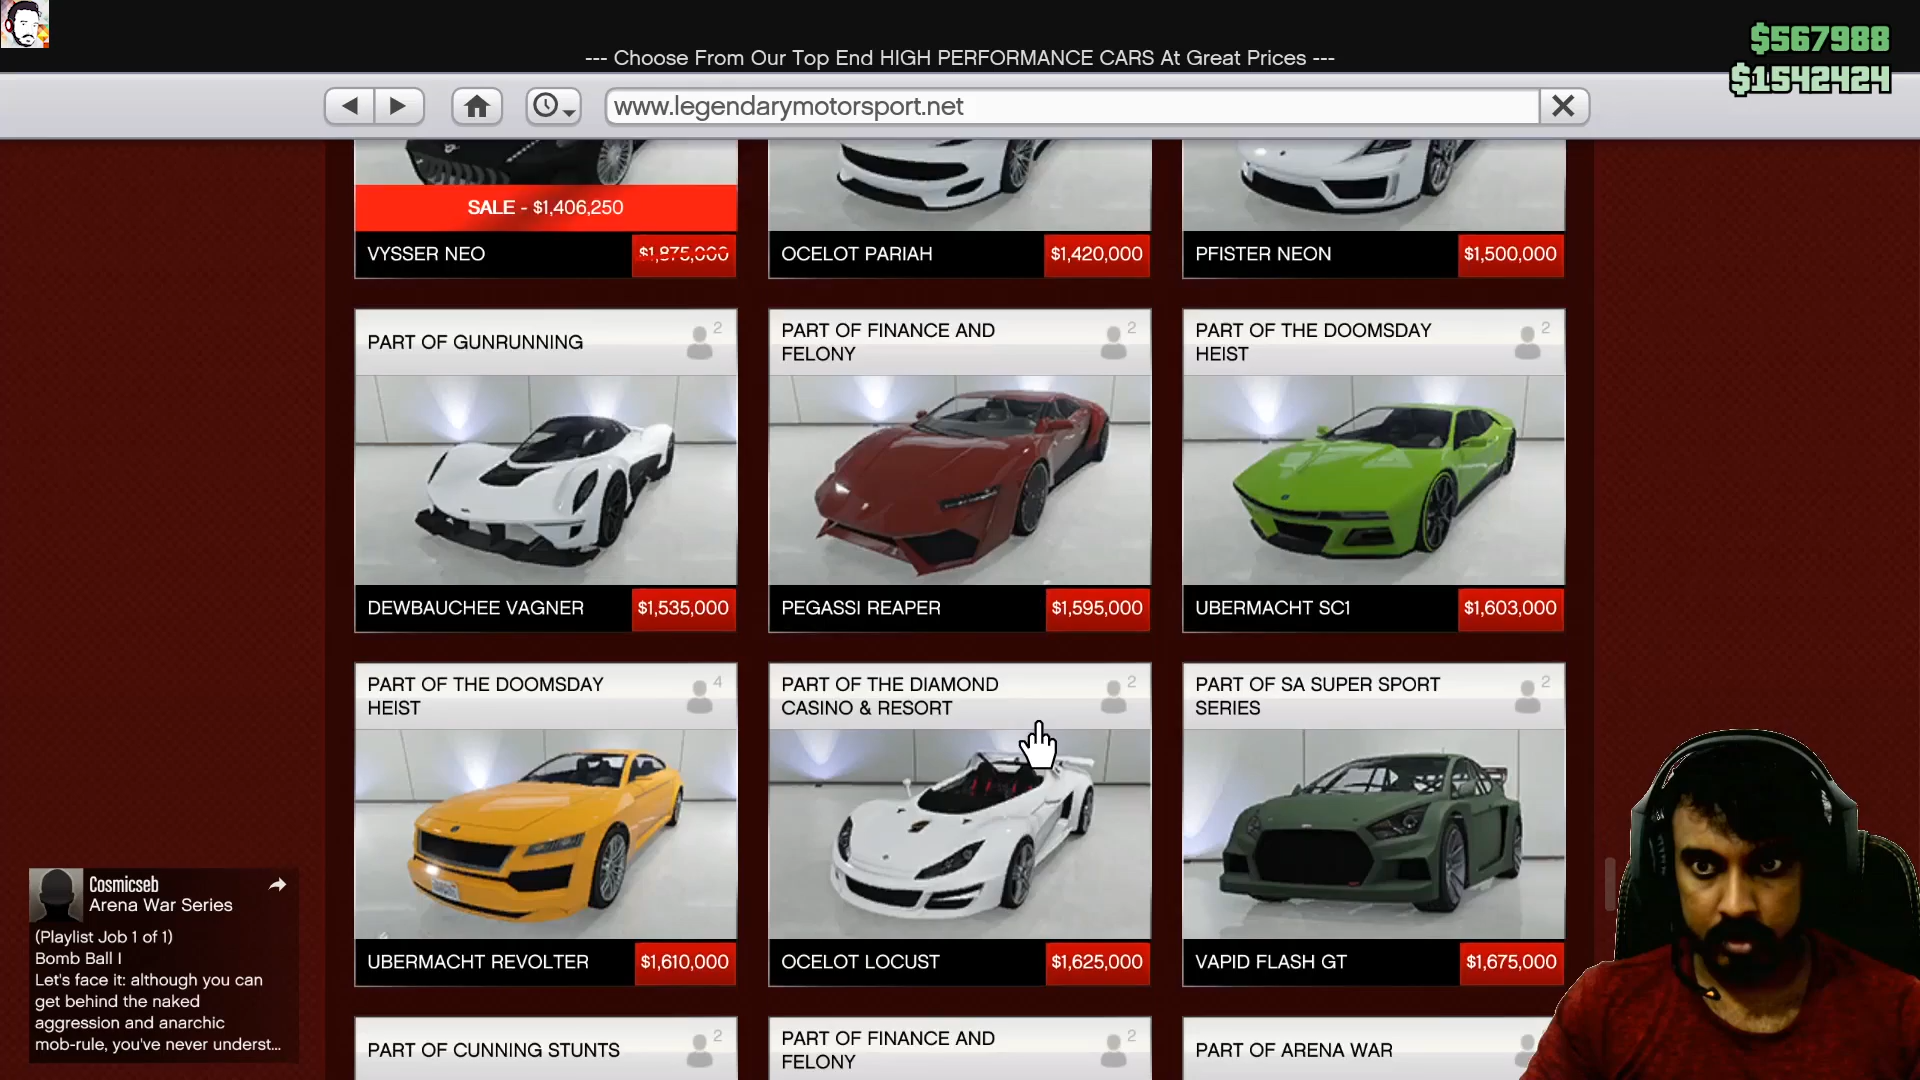 $567988
--- Choose From Our Top End HIGH PERFORMANCE CARS At Great Prices ---
$1542424
www.legendarymotorsport.net
SALE - $1,406,250
VYSSER NEO
$1,875,000
OCELOT PARIAH
$1,420,000
PFISTER NEON
$1,500,000
PART OF GUNRUNNING
2
PART OF FINANCE AND
FELONY
2
PART OF THE DOOMSDAY
HEIST
2
DEWBAUCHEE VAGNER
$1,535,000
PEGASSI REAPER
$1,595,000
UBERMACHT SC1
$1,603,000
PART OF THE DOOMSDAY
HEIST
4
PART OF THE DIAMOND
CASINO & RESORT
2
PART OF SA SUPER SPORT
SERIES
2
UBERMACHT REVOLTER
$1,610,000
OCELOT LOCUST
$1,625,000
VAPID FLASH GT
$1,675,000
PART OF CUNNING STUNTS
2
PART OF FINANCE AND
FELONY
2
PART OF ARENA WAR
Cosmicseb
Arena War Series
(Playlist Job 1 of 1)
Bomb Ball I
Let's face it: although you can
get behind the naked
aggression and anarchic
mob-rule, you've never underst...